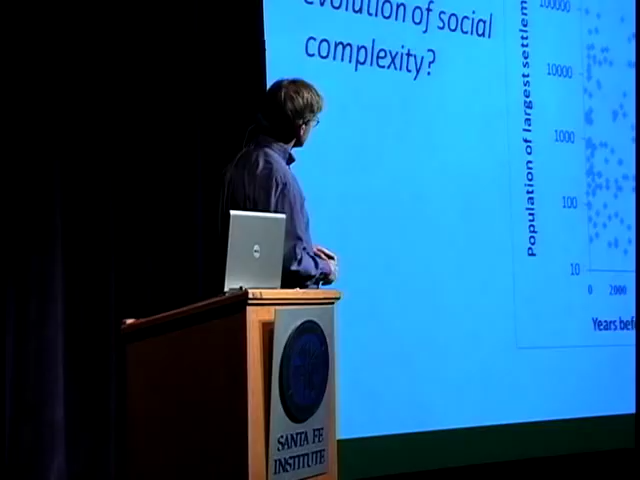 evolution of social
complexity?
Population of largest settlem
100000
10000
1000
100
10
0 2000
Years bef
SANTA FE
INSTITUTE